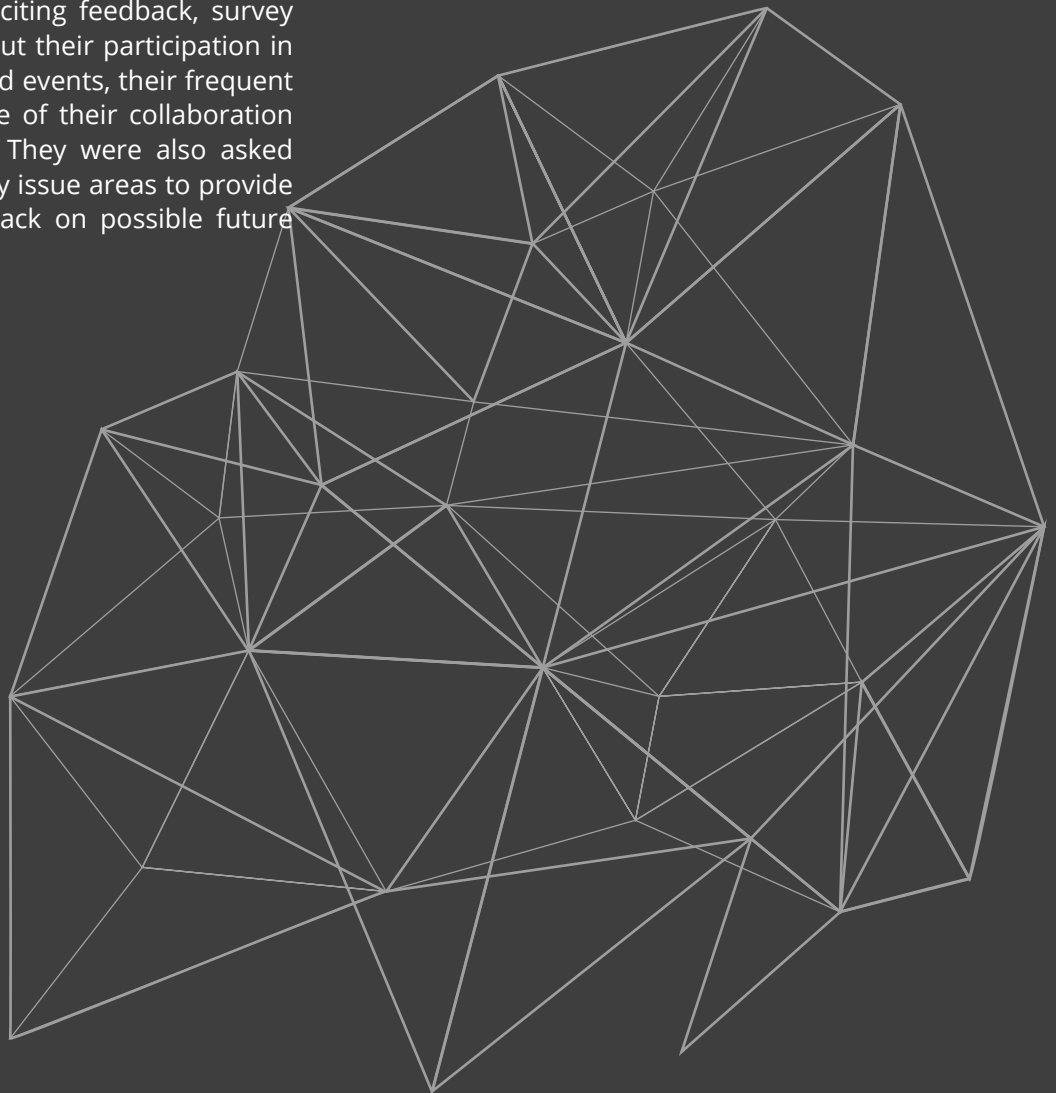 citing feedback, survey
ut their participation in
d events, their frequent
e of their collaboration
They were also asked
y issue areas to provide
ack on possible future